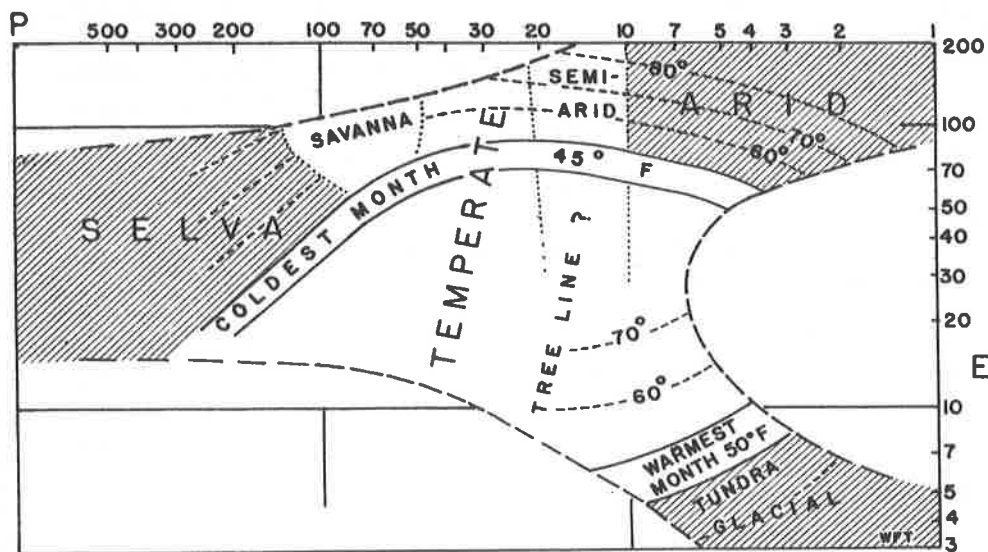 P
500 300 200 100 70 50 30 20 10 7 5 4 3 2 1
200
100
70
50
40
30
20
10
7
5
4
3
E
SEMI-
ARID
80°
70°
60°
ARID
SAVANNA
SELVA
COLDEST MONTH 45° F
TEMPERATE
TREE LINE ?
70°
60°
WARMEST
MONTH 50°F
TUNDRA
GLACIAL
WFT